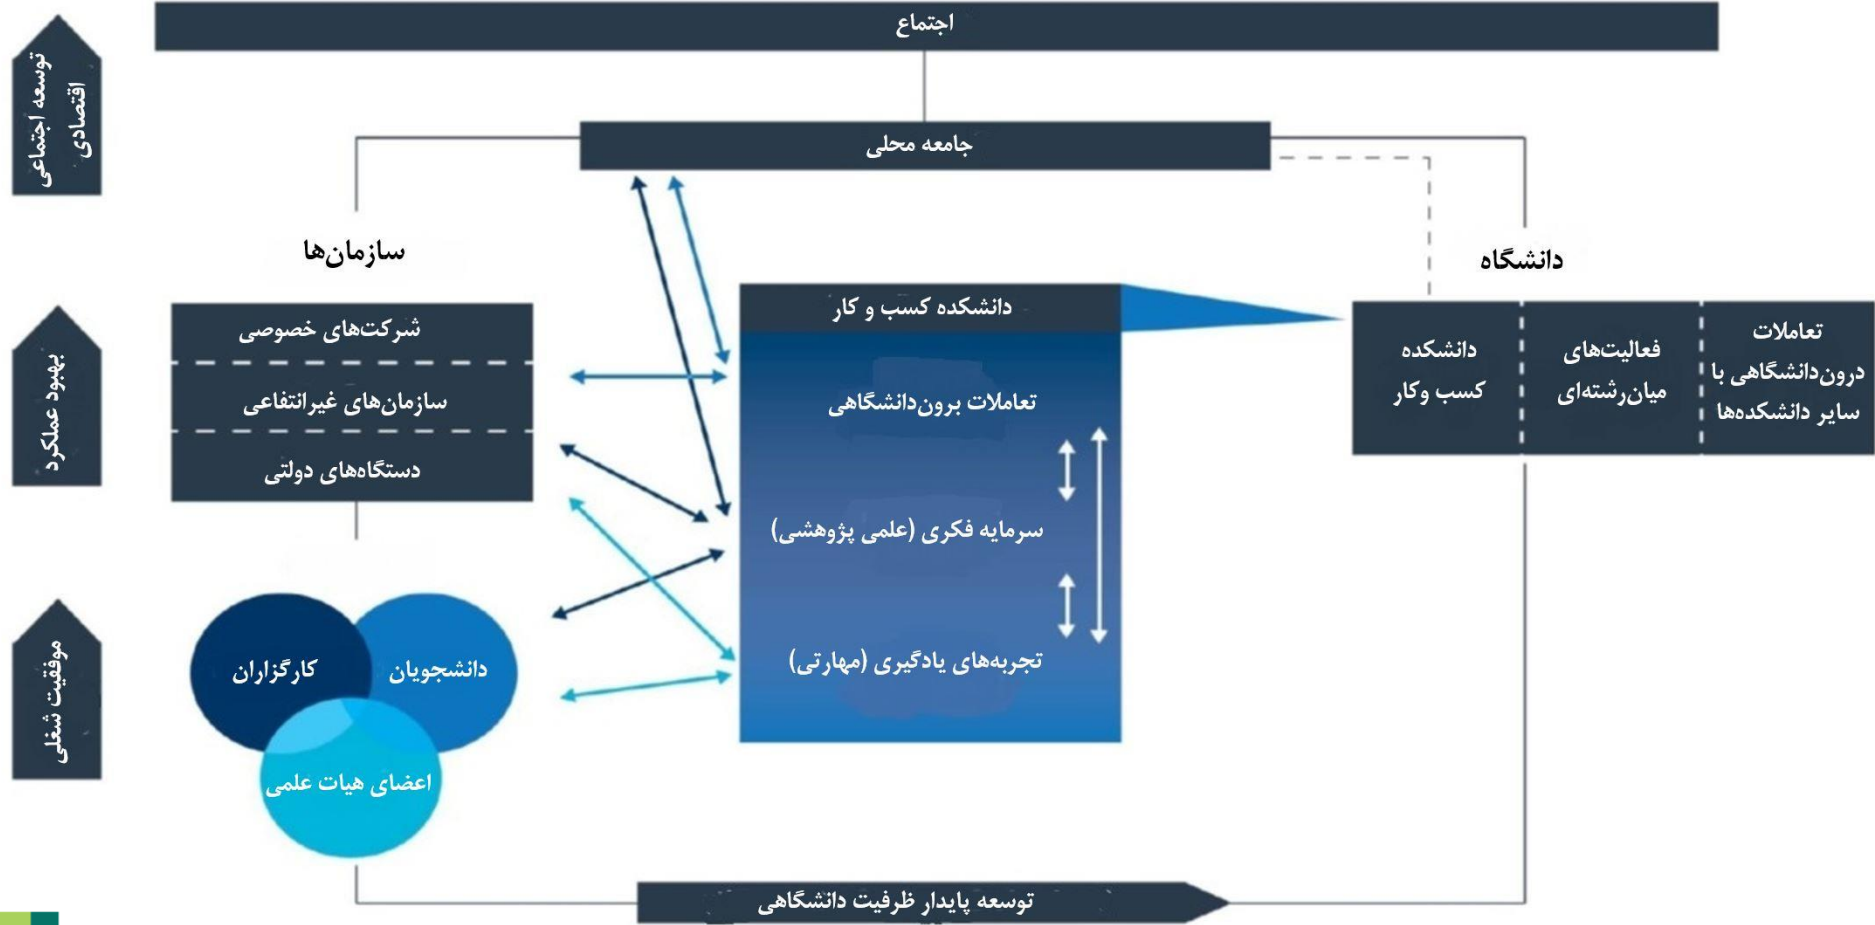 اجتماع
توسعه اجتماعی
اقتصادی
جامعه محلی
سازمان‌ها
دانشگاه
دانشکده کسب و کار
شرکت‌های خصوصی
سازمان‌های غیرانتفاعی
دستگاه‌های دولتی
تعاملات
درون‌دانشگاهی با
سایر دانشکده‌ها
فعالیت‌های
میان‌رشته‌ای
دانشکده
کسب وکار
بهبود عملکرد
تعاملات برون‌دانشگاهی
سرمایه فکری (علمی پژوهشی)
تجربه‌های یادگیری (مهارتی)
دانشجویان
کارگزاران
اعضای هیات علمی
موفقیت شغلی
توسعه پایدار ظرفیت دانشگاهی